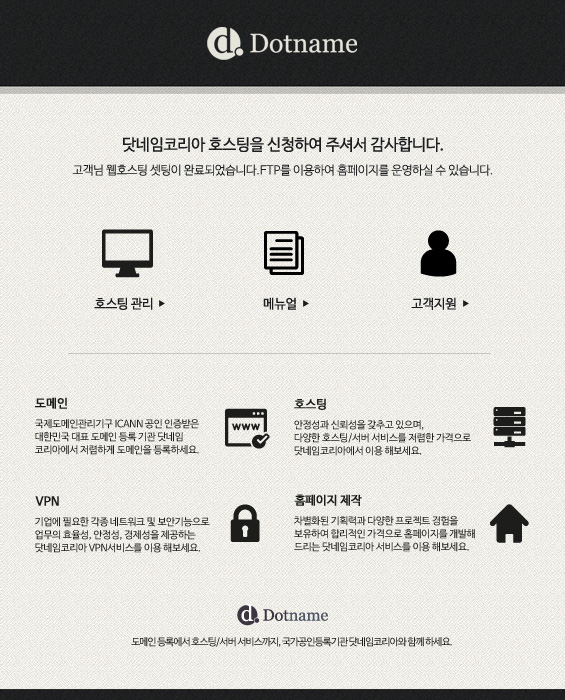 d. Dotname
닷네임코리아 호스팅을 신청하여 주셔서 감사합니다.
고객님 웹호스팅 셋팅이 완료되었습니다.FTP를 이용하여 홈페이지를 운영하실 수 있습니다.
호스팅 관리 ▶
메뉴얼 ▶
고객지원 ▶
도메인
국제도메인관리기구 ICANN 공인 인증받은
대한민국 대표 도메인 등록 기관 닷네임
코리아에서 저렴하게 도메인을 등록하세요.
www
호스팅
안정성과 신뢰성을 갖추고 있으며,
다양한 호스팅/서버 서비스를 저렴한 가격으로
닷네임코리아에서 이용 해보세요.
VPN
기업에 필요한 각종 네트워크 및 보안기능으로
업무의 효율성, 안정성, 경제성을 제공하는
닷네임코리아 VPN서비스를 이용 해보세요.
홈페이지 제작
차별화된 기획력과 다양한 프로젝트 경험을
보유하여 합리적인 가격으로 홈페이지를 개발해
드리는 닷네임코리아 서비스를 이용 해보세요.
d. Dotname
도메인 등록에서 호스팅/서버 서비스까지, 국가공인등록기관 닷네임코리아와 함께 하세요.